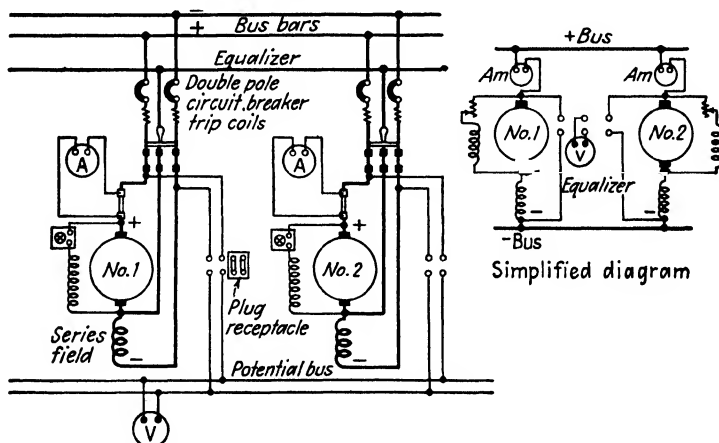 −
+
Bus bars
Equalizer
Double pole
circuit, breaker
trip coils
A
A
+
+
No.1
No.2
Plug
receptacle
Series
field
−
−
Potential bus
V
+Bus
Am
Am
No.1
V
No.2
Equalizer
−
−
−Bus
Simplified diagram